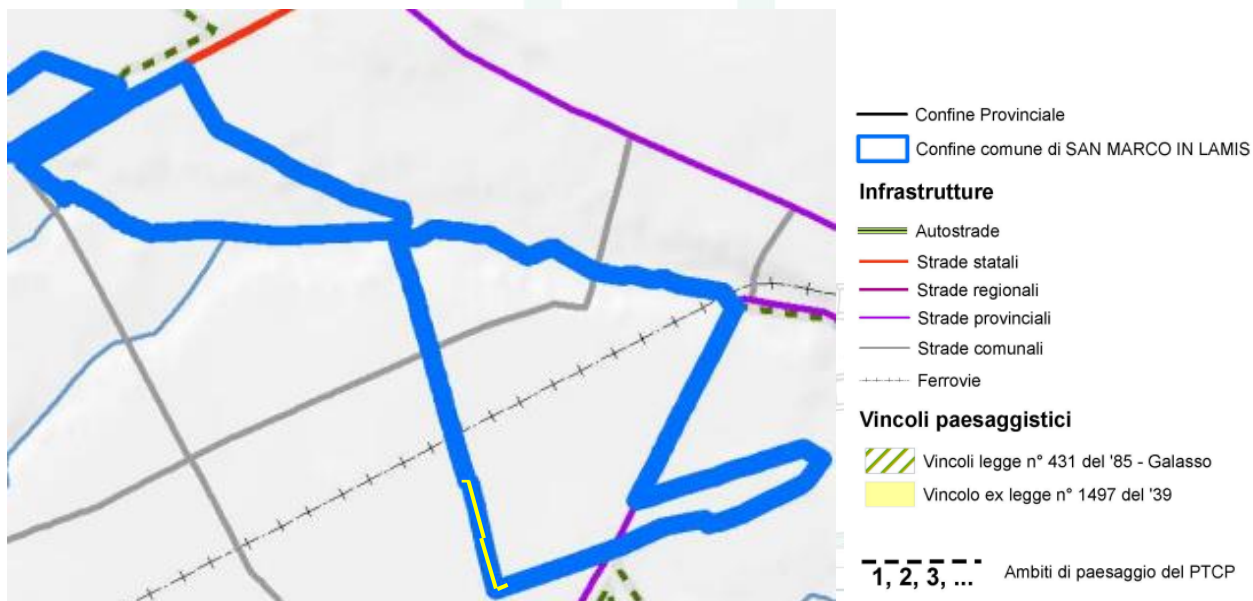 Confine Provinciale
Confine comune di SAN MARCO IN LAMIS
Infrastrutture
Autostrade
Strade statali
Strade regionali
Strade provinciali
Strade comunali
Ferrovie
Vincoli paesaggistici
Vincoli legge n° 431 del '85 - Galasso
Vincolo ex legge n° 1497 del '39
1, 2, 3, ... Ambiti di paesaggio del PTCP